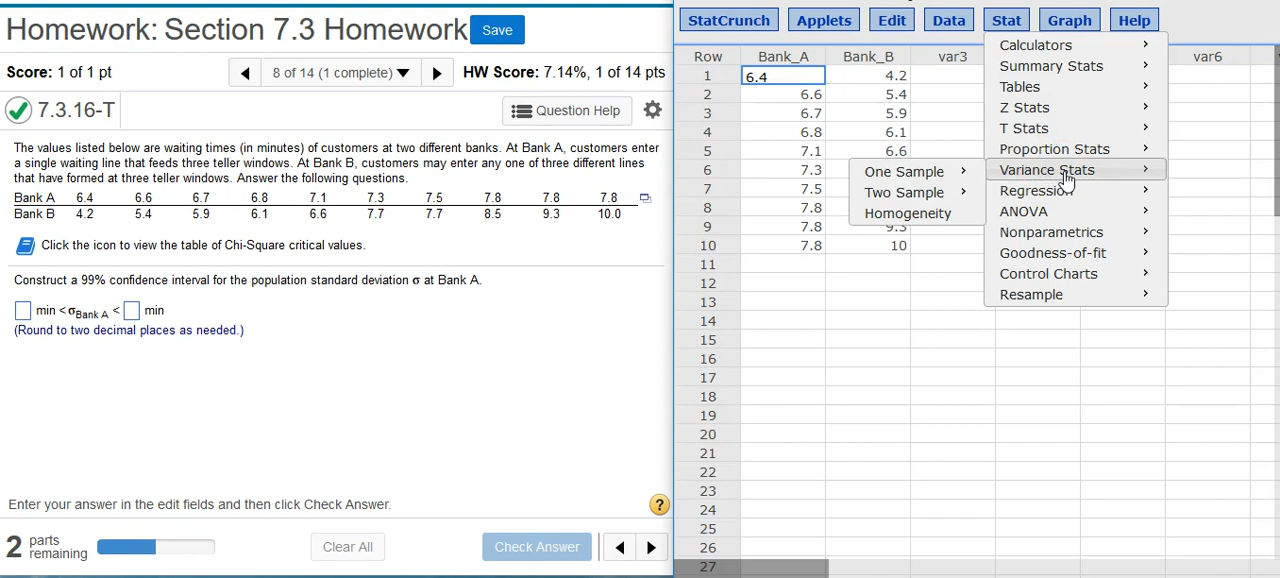 Homework: Section 7.3 Homework Save
Score: 1 of 1 pt 8 of 14 (1 complete) HW Score: 7.14%, 1 of 14 pts
7.3.16-T Question Help
The values listed below are waiting times (in minutes) of customers at two different banks. At Bank A, customers enter
a single waiting line that feeds three teller windows. At Bank B, customers may enter any one of three different lines
that have formed at three teller windows. Answer the following questions.
Bank A 6.4 6.6 6.7 6.8 7.1 7.3 7.5 7.8 7.8 7.8
Bank B 4.2 5.4 5.9 6.1 6.6 7.7 7.7 8.5 9.3 10.0
Click the icon to view the table of Chi-Square critical values.
Construct a 99% confidence interval for the population standard deviation σ at Bank A.
min < σBank A < min
(Round to two decimal places as needed.)
Enter your answer in the edit fields and then click Check Answer.
?
2 parts remaining
Clear All Check Answer
StatCrunch Applets Edit Data Stat Graph Help
Row Bank_A Bank_B var3 var6
1 6.4 4.2
2 6.6 5.4
3 6.7 5.9
4 6.8 6.1
5 7.1 6.6
6 7.3
7 7.5
8 7.8
9 7.8 9.3
10 7.8 10
11
12
13
14
15
16
17
18
19
20
21
22
23
24
25
26
27
Calculators
Summary Stats
Tables
Z Stats
T Stats
Proportion Stats
Variance Stats
Regression
ANOVA
Nonparametrics
Goodness-of-fit
Control Charts
Resample
One Sample
Two Sample
Homogeneity